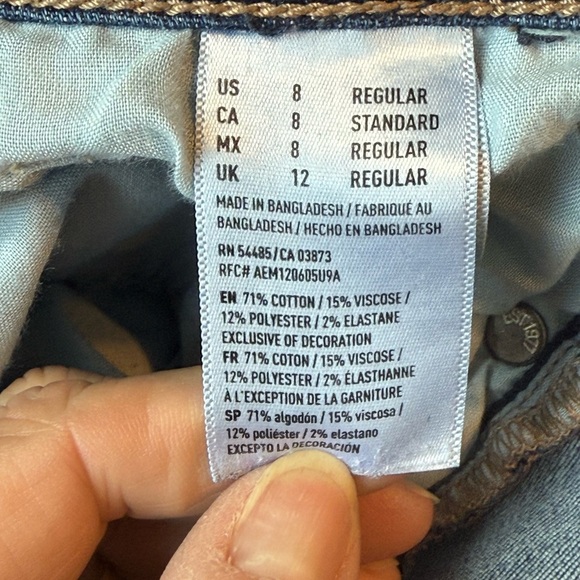 US 8 REGULAR
CA 8 STANDARD
MX 8 REGULAR
UK 12 REGULAR
MADE IN BANGLADESH / FABRIQUÉ AU
BANGLADESH / HECHO EN BANGLADESH
RN 54485/CA 03873
RFC# AEM120605U9A
EN 71% COTTON / 15% VISCOSE /
12% POLYESTER / 2% ELASTANE
EXCLUSIVE OF DECORATION
FR 71% COTON / 15% VISCOSE /
12% POLYESTER / 2% ÉLASTHANNE
À L'EXCEPTION DE LA GARNITURE
SP 71% algodón / 15% viscosa /
12% poliéster / 2% elastano
EXCEPTO LA DECORACIÓN